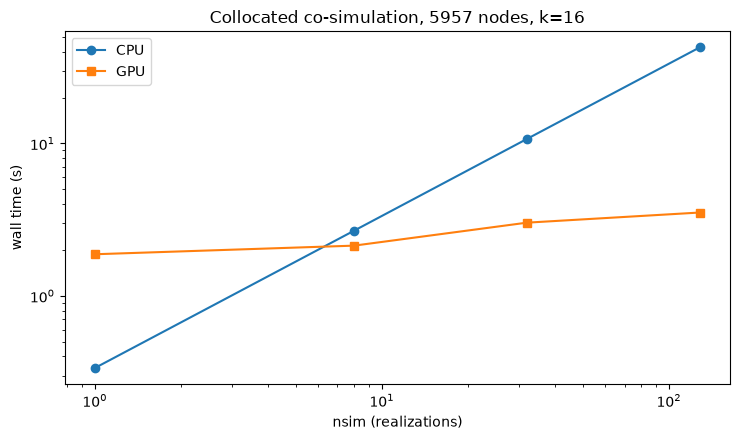 Collocated co-simulation, 5957 nodes, k=16
CPU
GPU
wall time (s)
10¹
10⁰
10⁰
10¹
10²
nsim (realizations)